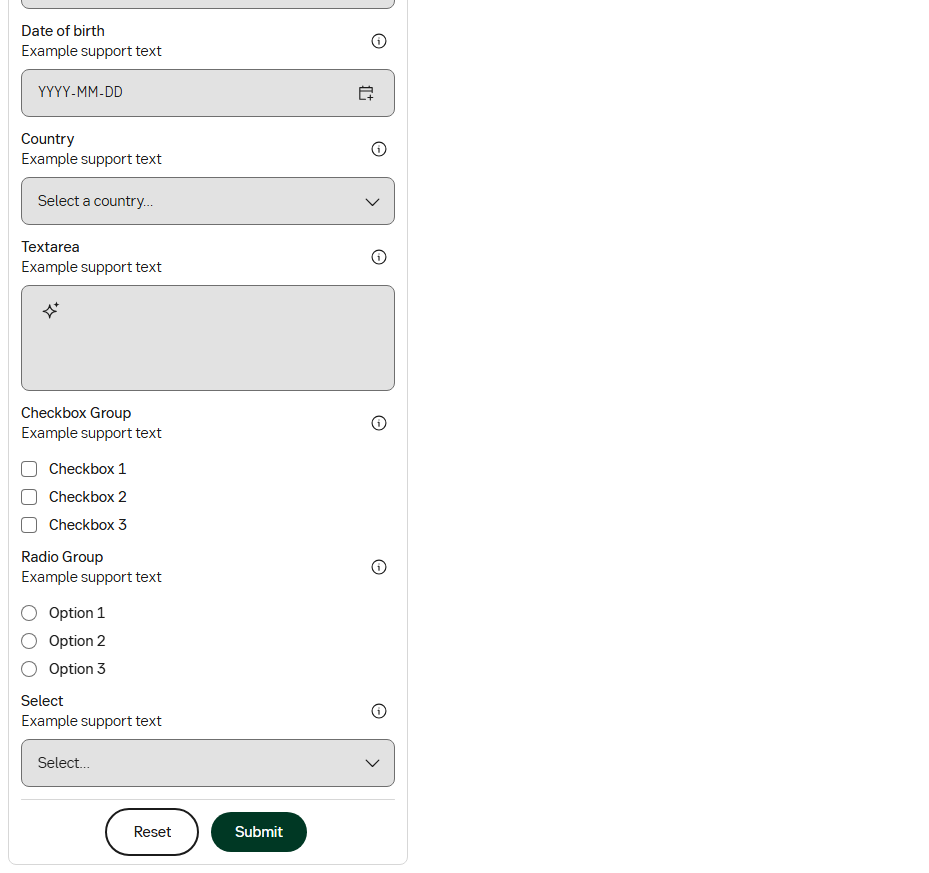 Date of birth
Example support text
YYYY-MM-DD
Country
Example support text
Select a country...
Textarea
Example support text
Checkbox Group
Example support text
Checkbox 1
Checkbox 2
Checkbox 3
Radio Group
Example support text
Option 1
Option 2
Option 3
Select
Example support text
Select...
Reset
Submit